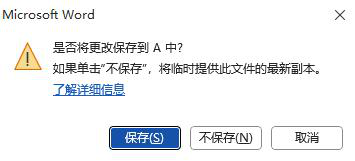 Microsoft Word
是否将更改保存到 A 中?
如果单击"不保存"，将临时提供此文件的最新副本。
了解详细信息
保存(S)
不保存(N)
取消